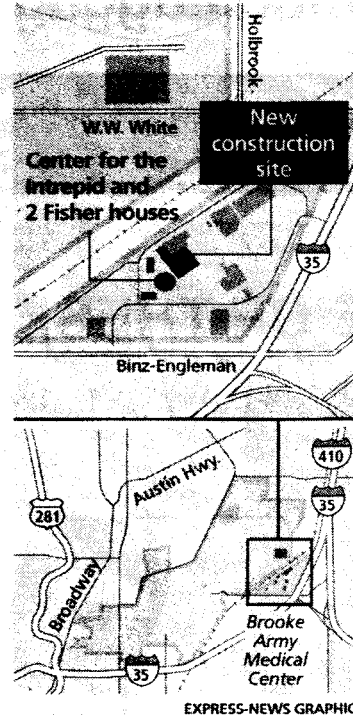 Holbrook
New
construction
site
W.W. White
Center for the
Intrepid and
2 Fisher houses
35
Binz-Engleman
410
35
281
Austin Hwy.
Broadway
35
Brooke
Army
Medical
Center
EXPRESS-NEWS GRAPHIC